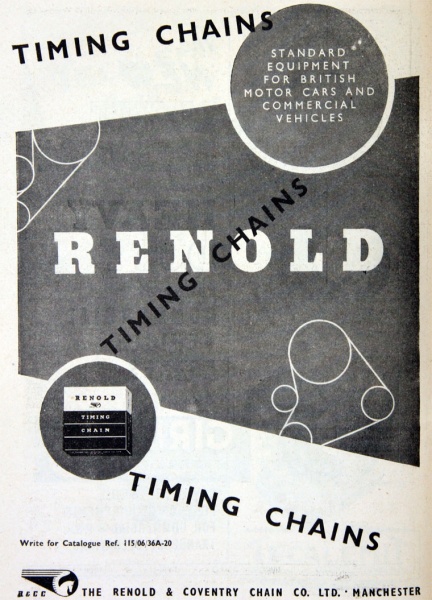 TIMING CHAINS
STANDARD
EQUIPMENT
FOR BRITISH
MOTOR CARS AND
COMMERCIAL
VEHICLES
TIMING CHAINS
RENOLD
RENOLD
TIMING
CHAIN
TIMING CHAINS
Write for Catalogue Ref. 115/06/36A-20
R&CC THE RENOLD & COVENTRY CHAIN CO. LTD. · MANCHESTER